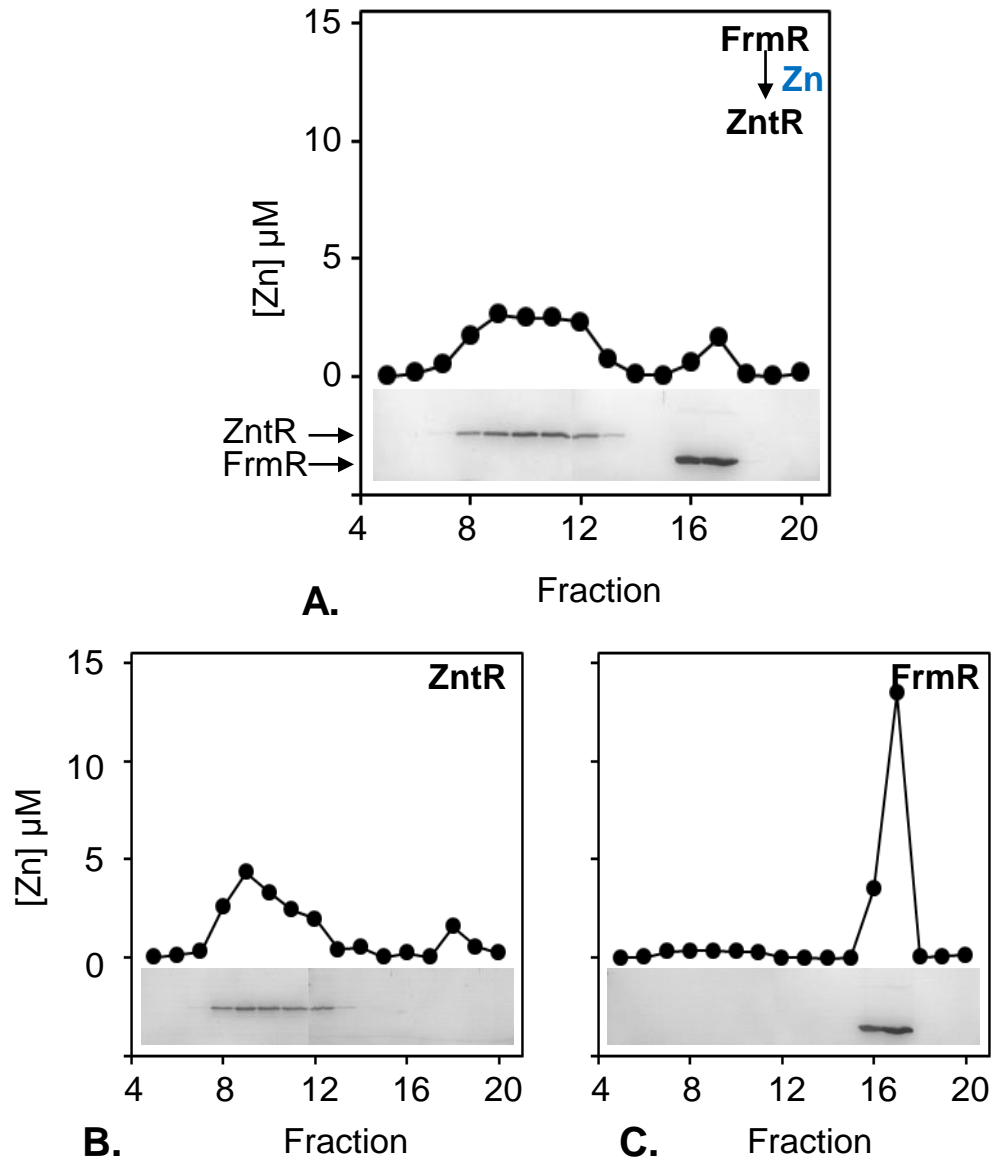 15
FrmR
Zn
ZntR
10
[Zn] µM
5
0
ZntR
FrmR
4 8 12 16 20
Fraction
A.
15
ZntR
10
[Zn] µM
5
0
4 8 12 16 20
B. Fraction
FrmR
4 8 12 16 20
C. Fraction